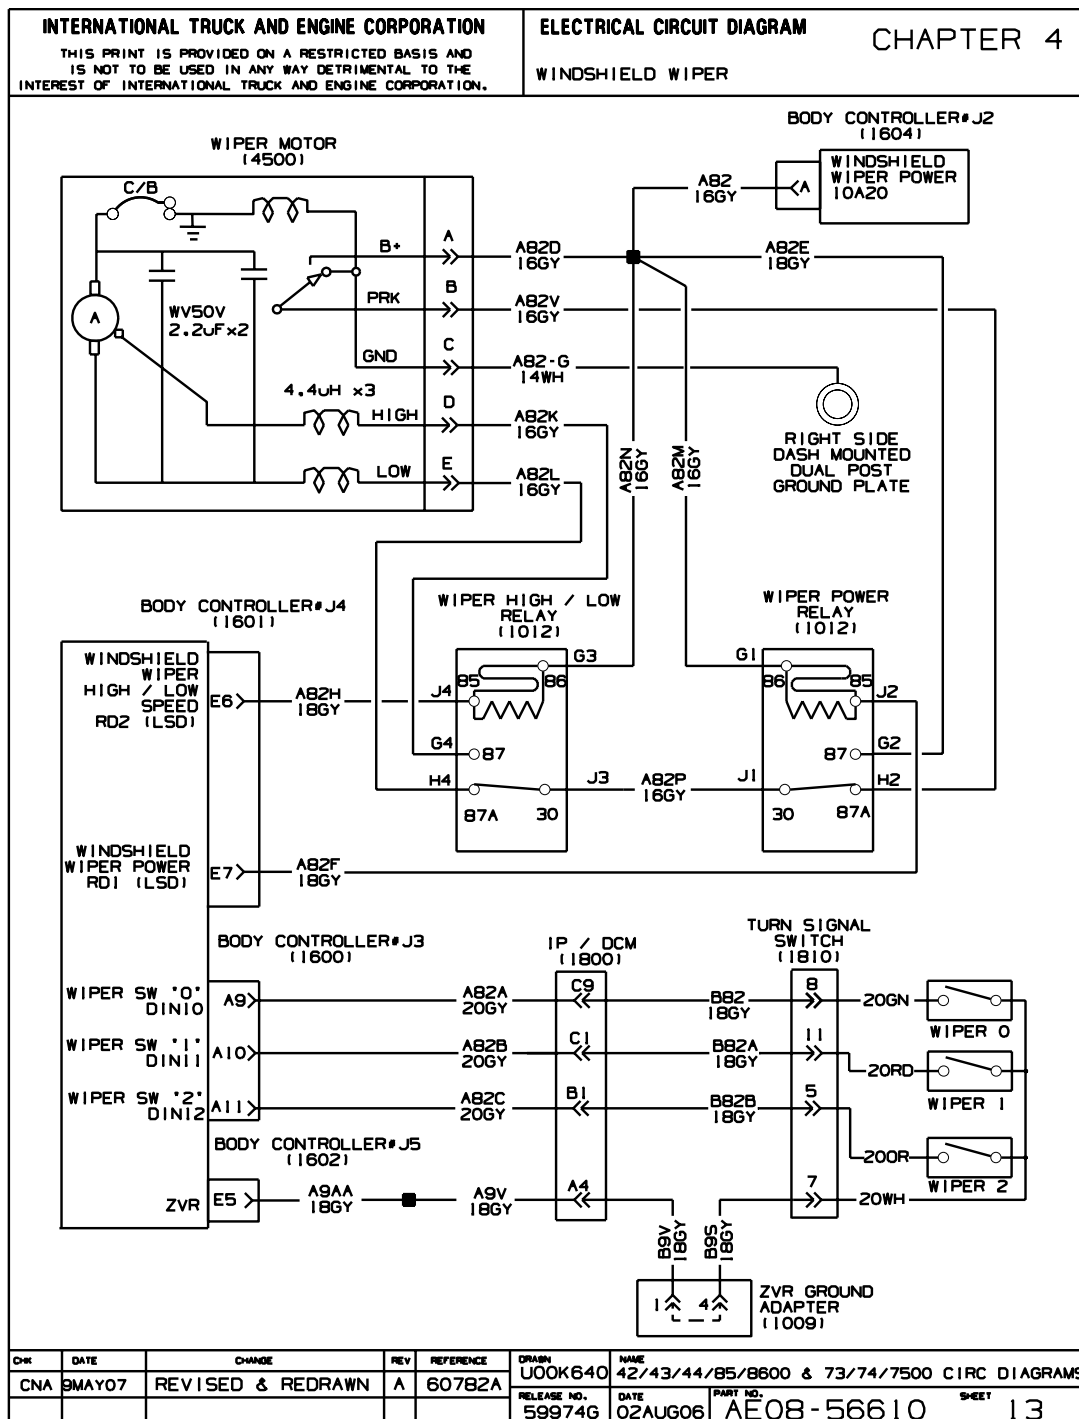 INTERNATIONAL TRUCK AND ENGINE CORPORATION
THIS PRINT IS PROVIDED ON A RESTRICTED BASIS AND
IS NOT TO BE USED IN ANY WAY DETRIMENTAL TO THE
INTEREST OF INTERNATIONAL TRUCK AND ENGINE CORPORATION.
ELECTRICAL CIRCUIT DIAGRAM
WINDSHIELD WIPER
CHAPTER 4
BODY CONTROLLER#J2
(1604)
WINDSHIELD
WIPER POWER
10A20
A
A82
16GY
WIPER MOTOR
(4500)
C/B
B+
A
A82D
16GY
A82E
18GY
PRK
B
A82V
16GY
A
WV50V
2.2uF×2
GND
C
A82-G
14WH
4.4uH ×3
HIGH
D
A82K
16GY
LOW
E
A82L
16GY
A82N
16GY
A82M
16GY
RIGHT SIDE
DASH MOUNTED
DUAL POST
GROUND PLATE
BODY CONTROLLER#J4
(1601)
WIPER HIGH / LOW
RELAY
(1012)
WIPER POWER
RELAY
(1012)
WINDSHIELD
WIPER
HIGH / LOW
SPEED
RD2 (LSD)
E6
A82H
18GY
J4
85
86
G3
G1
86
85
J2
G4
87
87
G2
H4
87A
30
J3
A82P
16GY
J1
30
87A
H2
WINDSHIELD
WIPER POWER
RD1 (LSD)
E7
A82F
18GY
BODY CONTROLLER#J3
(1600)
IP / DCM
(1800)
TURN SIGNAL
SWITCH
(1810)
WIPER SW "0"
DIN10
A9
A82A
20GY
C9
B82
18GY
8
20GN
WIPER 0
WIPER SW "1"
DIN11
A10
A82B
20GY
C1
B82A
18GY
11
20RD
WIPER 1
WIPER SW "2"
DIN12
A11
A82C
20GY
B1
B82B
18GY
5
20OR
WIPER 2
BODY CONTROLLER#J5
(1602)
ZVR
E5
A9AA
18GY
A9V
18GY
A4
7
20WH
B9V
18GY
B9S
18GY
1
4
ZVR GROUND
ADAPTER
(1009)
CHK
DATE
CHANGE
REV
REFERENCE
CNA
9MAY07
REVISED & REDRAWN
A
60782A
DRAWN
U00K640
NAME
42/43/44/85/8600 & 73/74/7500 CIRC DIAGRAMS
RELEASE NO.
59974G
DATE
02AUG06
PART NO.
AE08-56610
SHEET
13